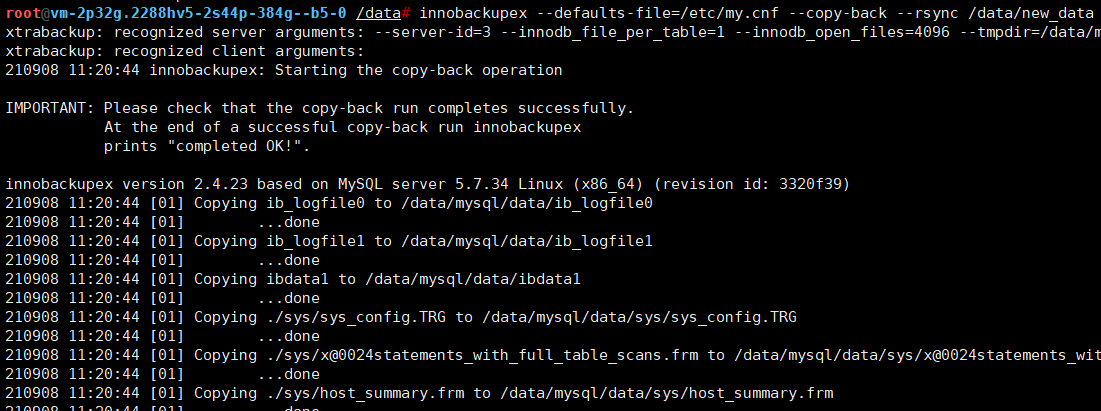 root@vm-2p32g.2288hv5-2s44p-384g--b5-0 /data# innobackupex --defaults-file=/etc/my.cnf --copy-back --rsync /data/new_data
xtrabackup: recognized server arguments: --server-id=3 --innodb_file_per_table=1 --innodb_open_files=4096 --tmpdir=/data/m
xtrabackup: recognized client arguments:
210908 11:20:44 innobackupex: Starting the copy-back operation
IMPORTANT: Please check that the copy-back run completes successfully.
At the end of a successful copy-back run innobackupex
prints "completed OK!".
innobackupex version 2.4.23 based on MySQL server 5.7.34 Linux (x86_64) (revision id: 3320f39)
210908 11:20:44 [01] Copying ib_logfile0 to /data/mysql/data/ib_logfile0
210908 11:20:44 [01] ...done
210908 11:20:44 [01] Copying ib_logfile1 to /data/mysql/data/ib_logfile1
210908 11:20:44 [01] ...done
210908 11:20:44 [01] Copying ibdata1 to /data/mysql/data/ibdata1
210908 11:20:44 [01] ...done
210908 11:20:44 [01] Copying ./sys/sys_config.TRG to /data/mysql/data/sys/sys_config.TRG
210908 11:20:44 [01] ...done
210908 11:20:44 [01] Copying ./sys/x@0024statements_with_full_table_scans.frm to /data/mysql/data/sys/x@0024statements_wit
210908 11:20:44 [01] ...done
210908 11:20:44 [01] Copying ./sys/host_summary.frm to /data/mysql/data/sys/host_summary.frm
210908 11:20:44 [01] ...done